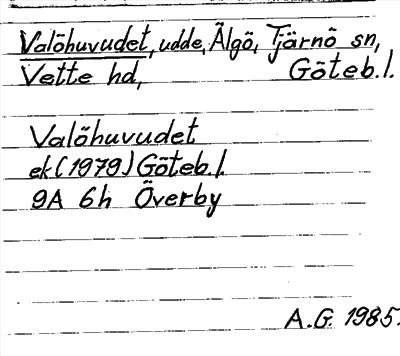 Valöhuvudet, udde, Älgö, Tjärnö sn,
Vette hd, Göteb.l.
Valöhuvudet
ek (1979) Göteb.l.
9A 6h Överby
A.G. 1985.